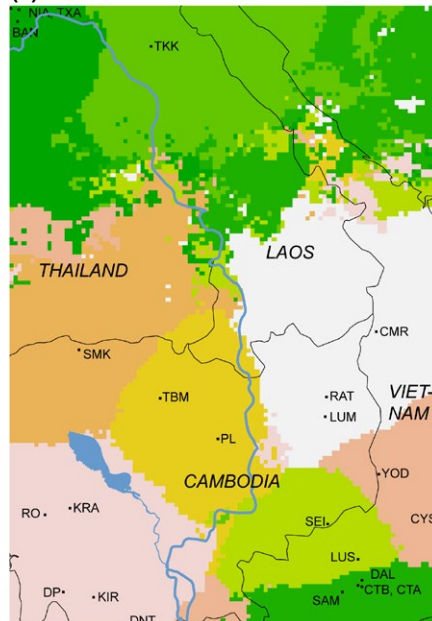 NIA, TXA
BAN
TKK
LAOS
THAILAND
CMR
SMK
VIET-
NAM
TBM
RAT
LUM
PL
YOD
CAMBODIA
KRA
RO
SEI
CYS
LUS
DAL
CTB, CTA
SAM
DP
KIR
DNT